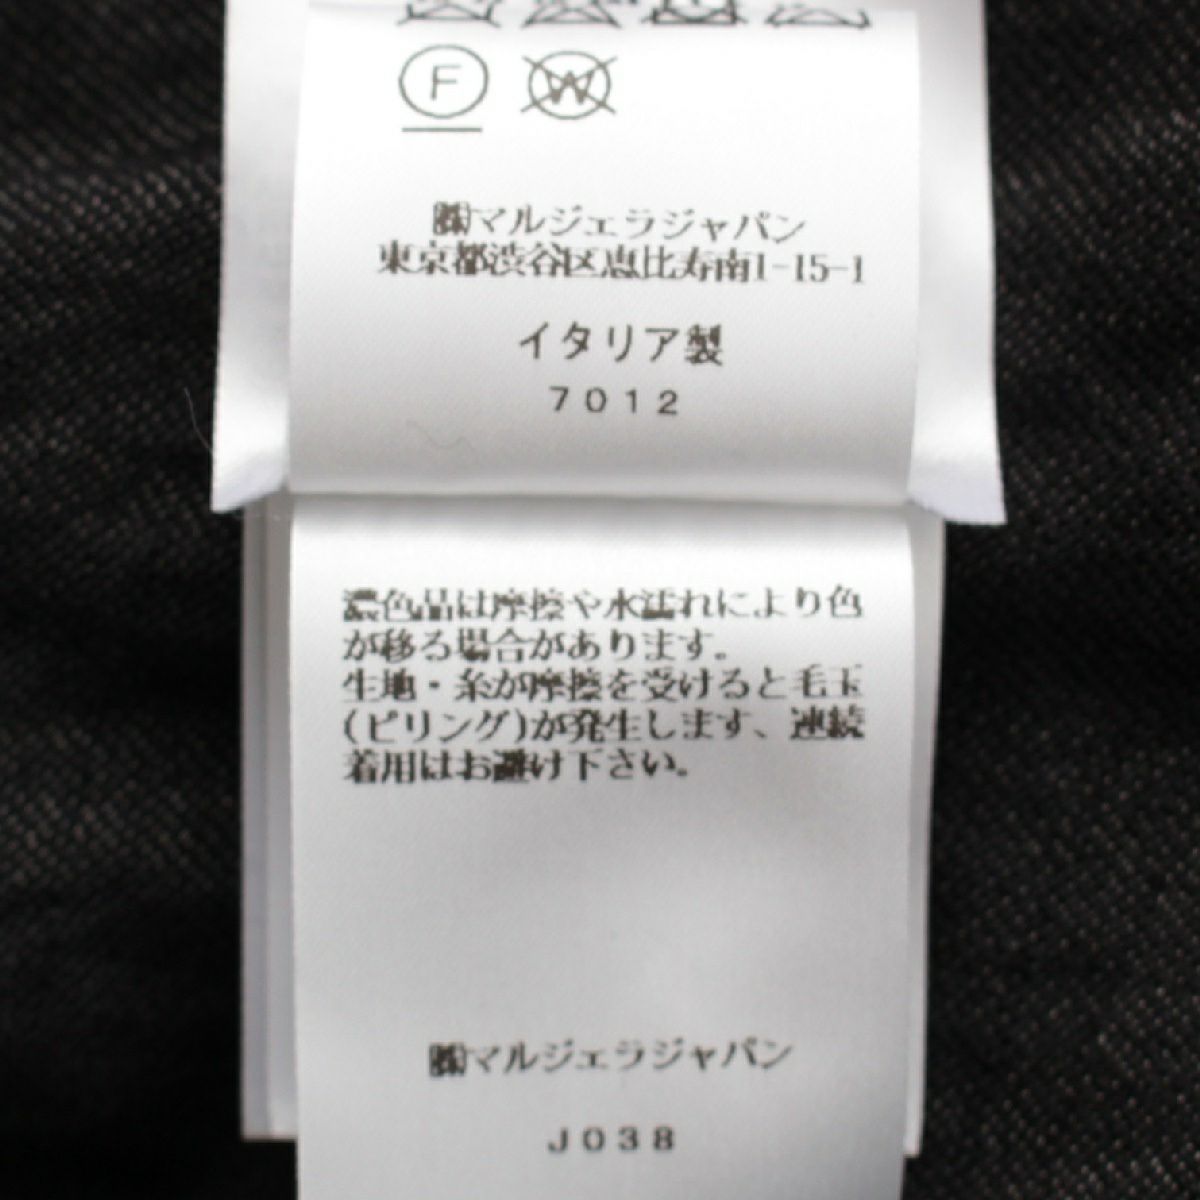 F
W
㈱マルジェラジャパン
東京都渋谷区恵比寿南1-15-1
イタリア製
7012
濃色品は摩擦や水濡れにより色
が移る場合があります。
生地・糸が摩擦を受けると毛玉
(ピリング)が発生します、連続
着用はお避け下さい。
㈱マルジェラジャパン
J038